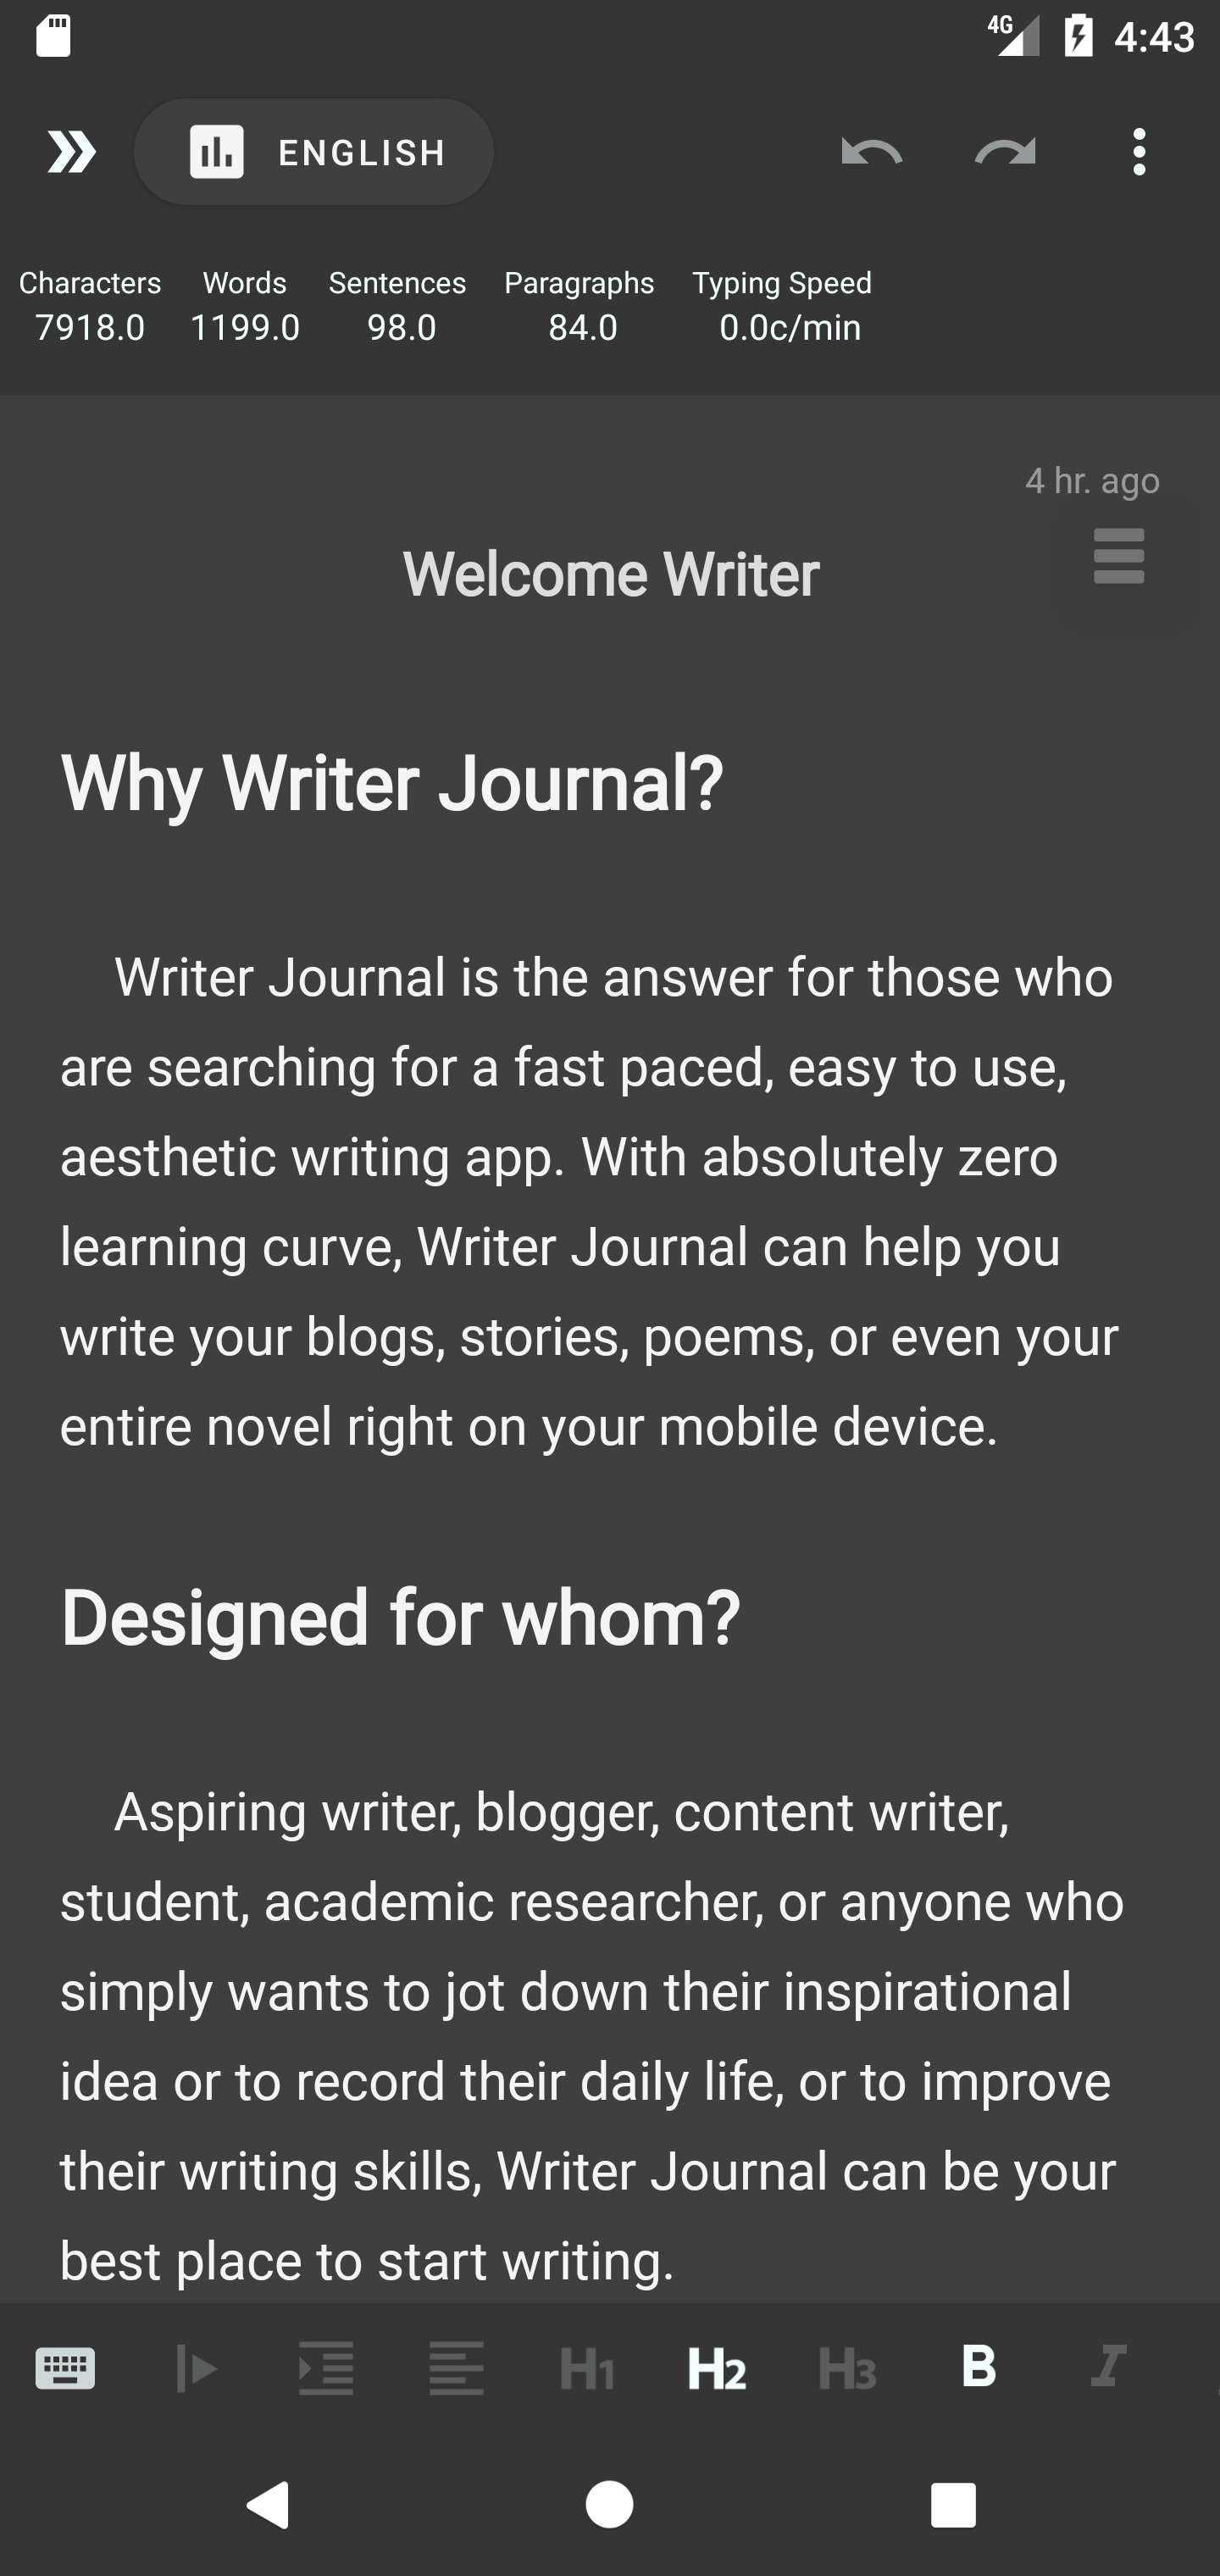 4G 4:43
ENGLISH
Characters Words Sentences Paragraphs Typing Speed
7918.0 1199.0 98.0 84.0 0.0c/min
4 hr. ago
Welcome Writer
Why Writer Journal?
Writer Journal is the answer for those who
are searching for a fast paced, easy to use,
aesthetic writing app. With absolutely zero
learning curve, Writer Journal can help you
write your blogs, stories, poems, or even your
entire novel right on your mobile device.
Designed for whom?
Aspiring writer, blogger, content writer,
student, academic researcher, or anyone who
simply wants to jot down their inspirational
idea or to record their daily life, or to improve
their writing skills, Writer Journal can be your
best place to start writing.
H1 H2 H3 B I